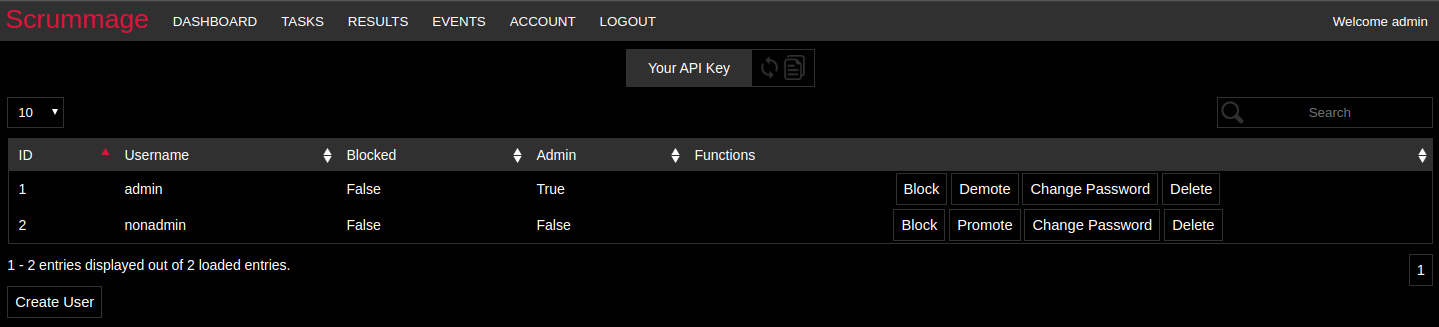 Scrummage DASHBOARD TASKS RESULTS EVENTS ACCOUNT LOGOUT Welcome admin
Your API Key
10 Search
ID Username Blocked Admin Functions
1 admin False True Block Demote Change Password Delete
2 nonadmin False False Block Promote Change Password Delete
1 - 2 entries displayed out of 2 loaded entries. 1
Create User